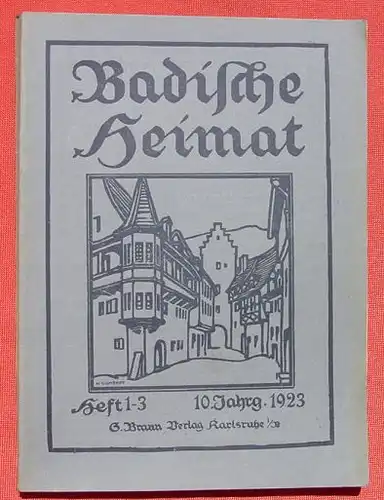 Badische
Heimat
Heft 1-3 10. Jahrg. 1923
G. Braun Verlag Karlsruhe i/B